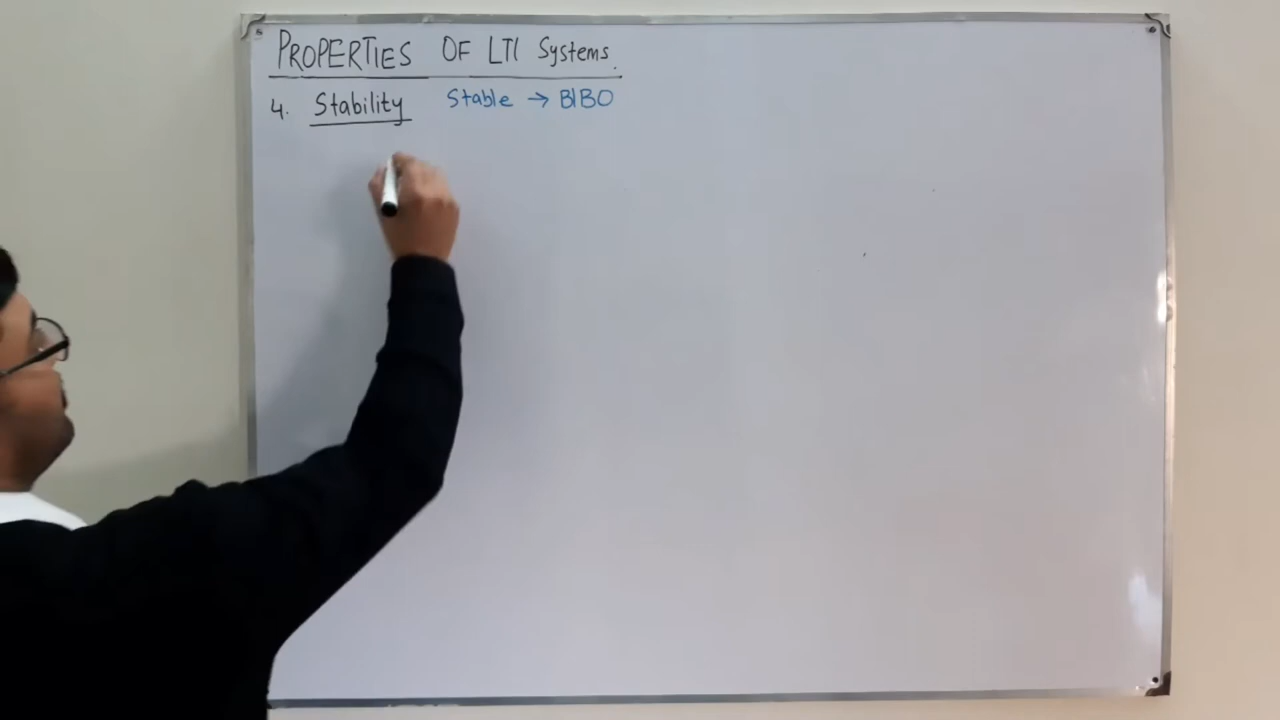 PROPERTIES OF LTI Systems.
4. Stability Stable → BIBO